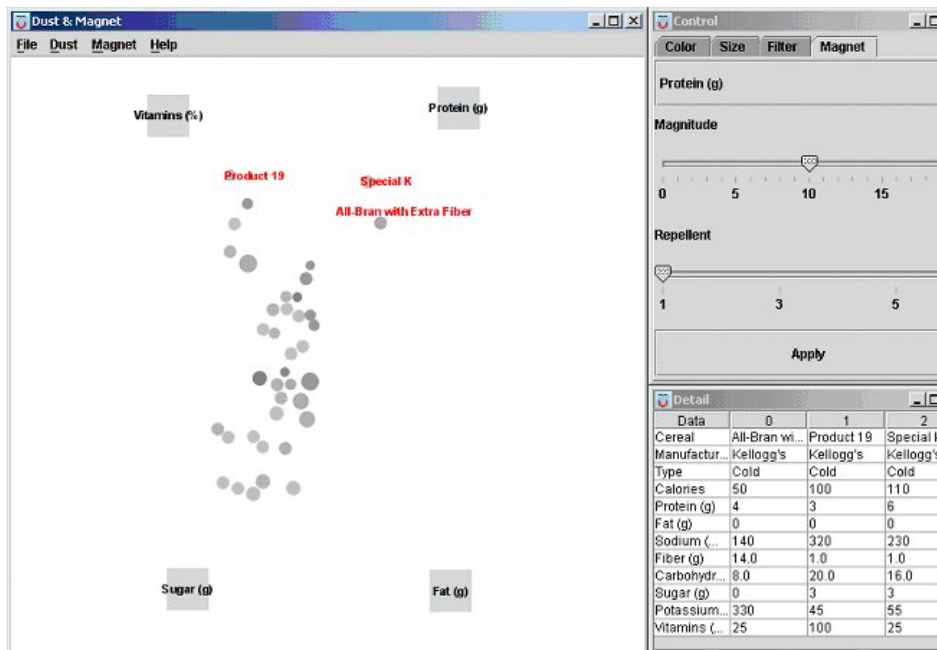 Dust & Magnet
File Dust Magnet Help
Vitamins (%)
Protein (g)
Product 19
Special K
All-Bran with Extra Fiber
Sugar (g)
Fat (g)
Control
Color Size Filter Magnet
Protein (g)
Magnitude
0 5 10 15
Repellent
1 3 5
Apply
Detail
Data 0 1 2
Cereal All-Bran wi... Product 19 Special
Manufactur... Kellogg's Kellogg's Kellogg's
Type Cold Cold Cold
Calories 50 100 110
Protein (g) 4 3 6
Fat (g) 0 0 0
Sodium (... 140 320 230
Fiber (g) 14.0 1.0 1.0
Carbohydr... 8.0 20.0 16.0
Sugar (g) 0 3 3
Potassium... 330 45 55
Vitamins (... 25 100 25